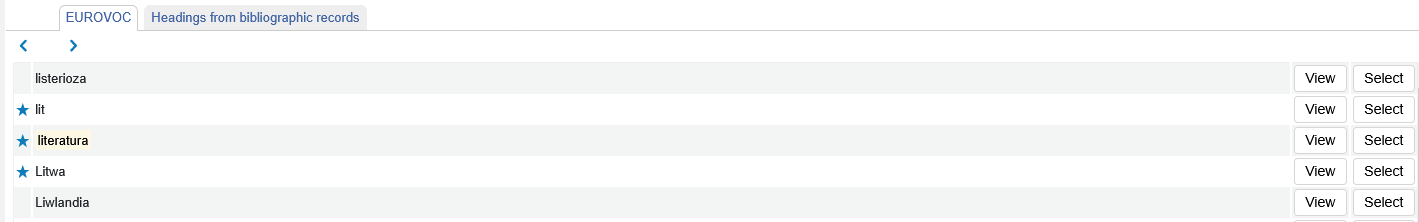 EUROVOC Headings from bibliographic records
listerioza View Select
lit View Select
literatura View Select
Litwa View Select
Liwlandia View Select